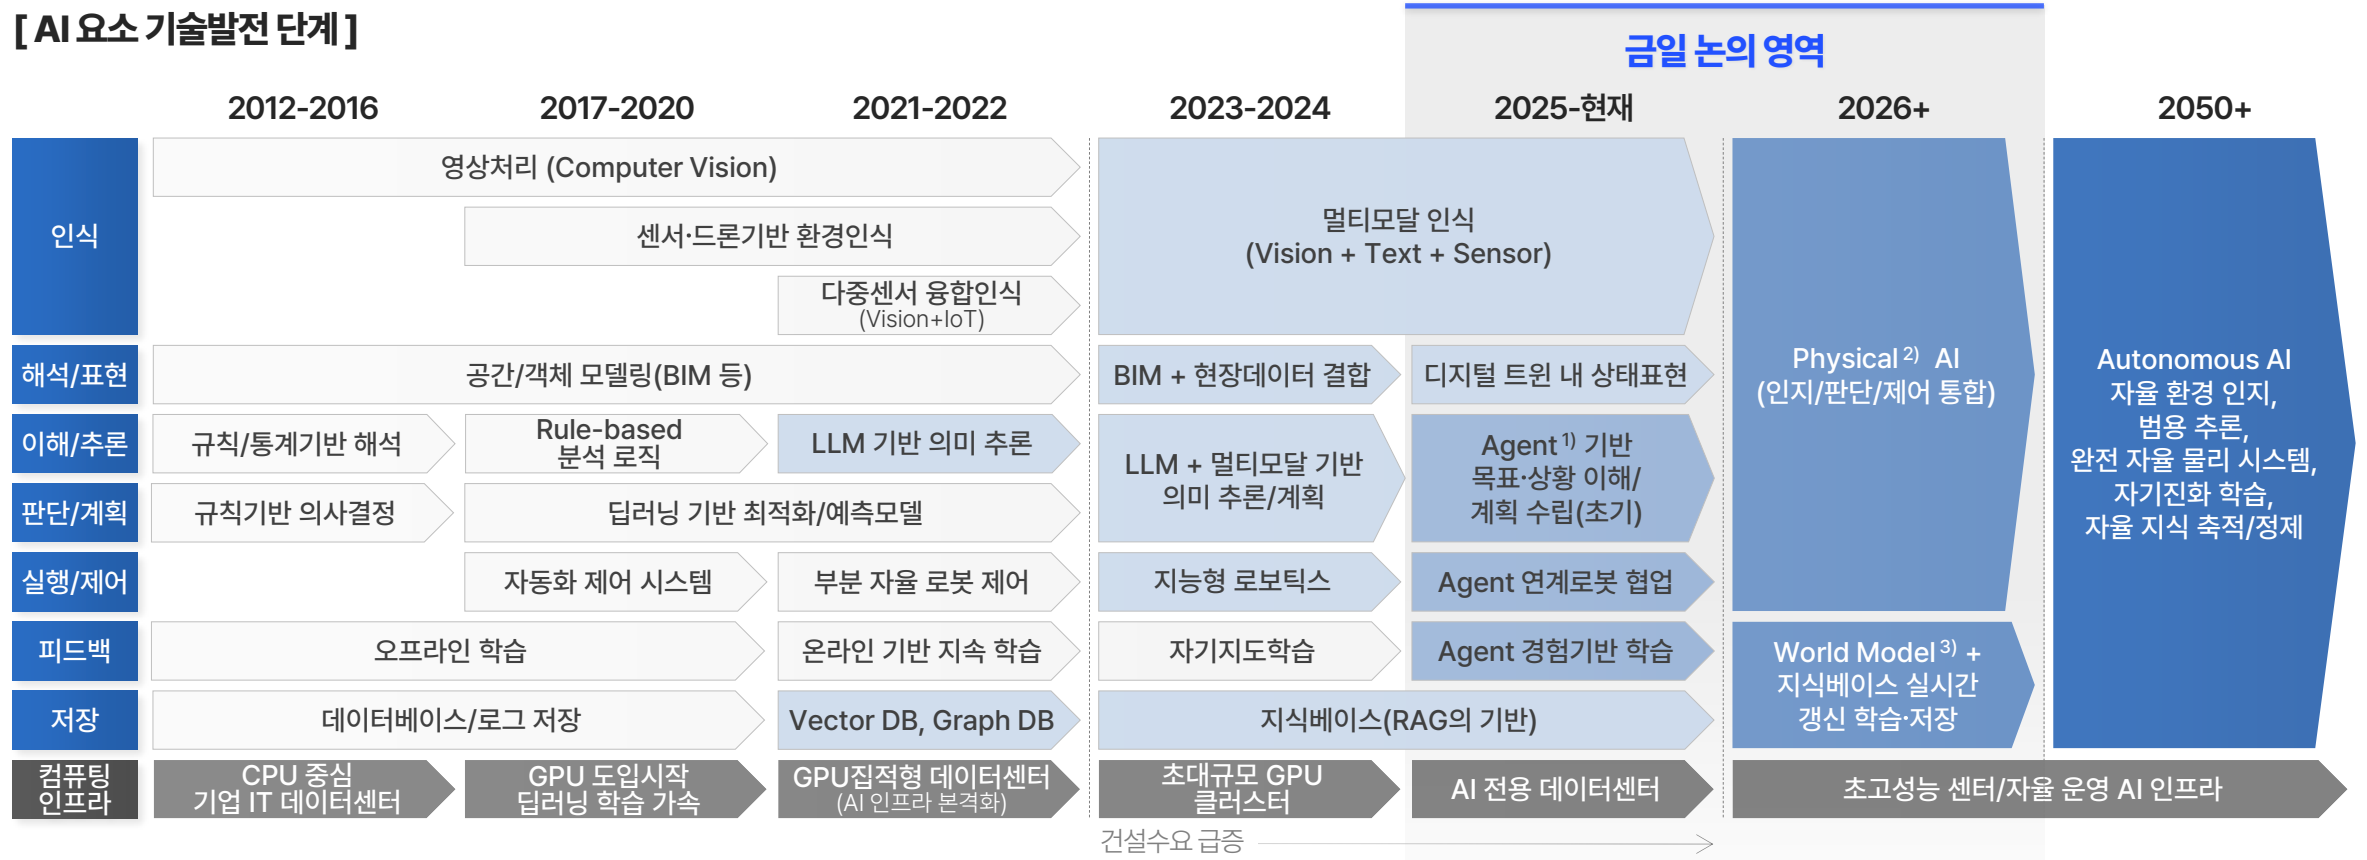 [ AI 요소 기술발전 단계 ]
금일 논의 영역
2012-2016
2017-2020
2021-2022
2023-2024
2025-현재
2026+
2050+
인식
영상처리 (Computer Vision)
센서·드론기반 환경인식
다중센서 융합인식
(Vision+IoT)
멀티모달 인식
(Vision + Text + Sensor)
해석/표현
공간/객체 모델링(BIM 등)
BIM + 현장데이터 결합
디지털 트윈 내 상태표현
이해/추론
규칙/통계기반 해석
Rule-based
분석 로직
LLM 기반 의미 추론
LLM + 멀티모달 기반
의미 추론/계획
Agent 1) 기반
목표·상황 이해/
계획 수립(초기)
판단/계획
규칙기반 의사결정
딥러닝 기반 최적화/예측모델
실행/제어
자동화 제어 시스템
부분 자율 로봇 제어
지능형 로보틱스
Agent 연계로봇 협업
Physical 2) AI
(인지/판단/제어 통합)
Autonomous AI
자율 환경 인지,
범용 추론,
완전 자율 물리 시스템,
자기진화 학습,
자율 지식 축적/정제
피드백
오프라인 학습
온라인 기반 지속 학습
자기지도학습
Agent 경험기반 학습
World Model 3) +
지식베이스 실시간
갱신 학습·저장
저장
데이터베이스/로그 저장
Vector DB, Graph DB
지식베이스(RAG의 기반)
컴퓨팅
인프라
CPU 중심
기업 IT 데이터센터
GPU 도입시작
딥러닝 학습 가속
GPU집적형 데이터센터
(AI 인프라 본격화)
초대규모 GPU
클러스터
AI 전용 데이터센터
초고성능 센터/자율 운영 AI 인프라
건설수요 급증